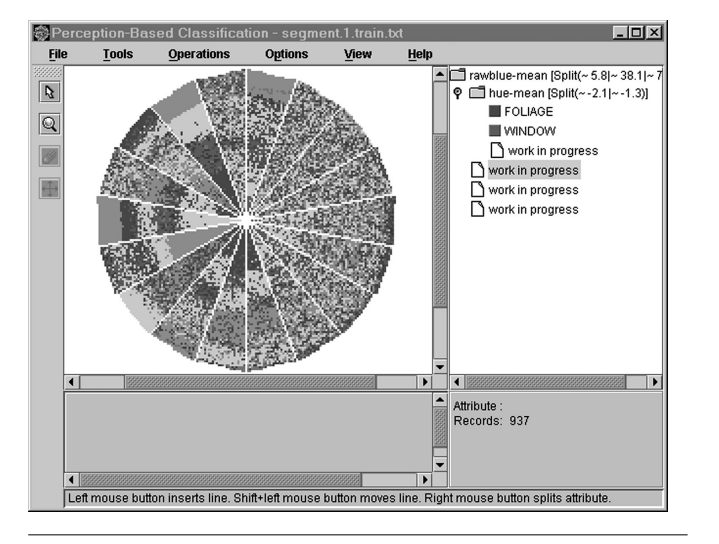 Perception-Based Classification - segment.1.train.txt
File Tools Operations Options View Help
rawblue-mean [Split(~ 5.8|~ 38.1|~ 7
hue-mean [Split(~ -2.1|~ -1.3)]
FOLIAGE
WINDOW
work in progress
work in progress
work in progress
work in progress
Attribute :
Records: 937
Left mouse button inserts line. Shift+left mouse button moves line. Right mouse button splits attribute.